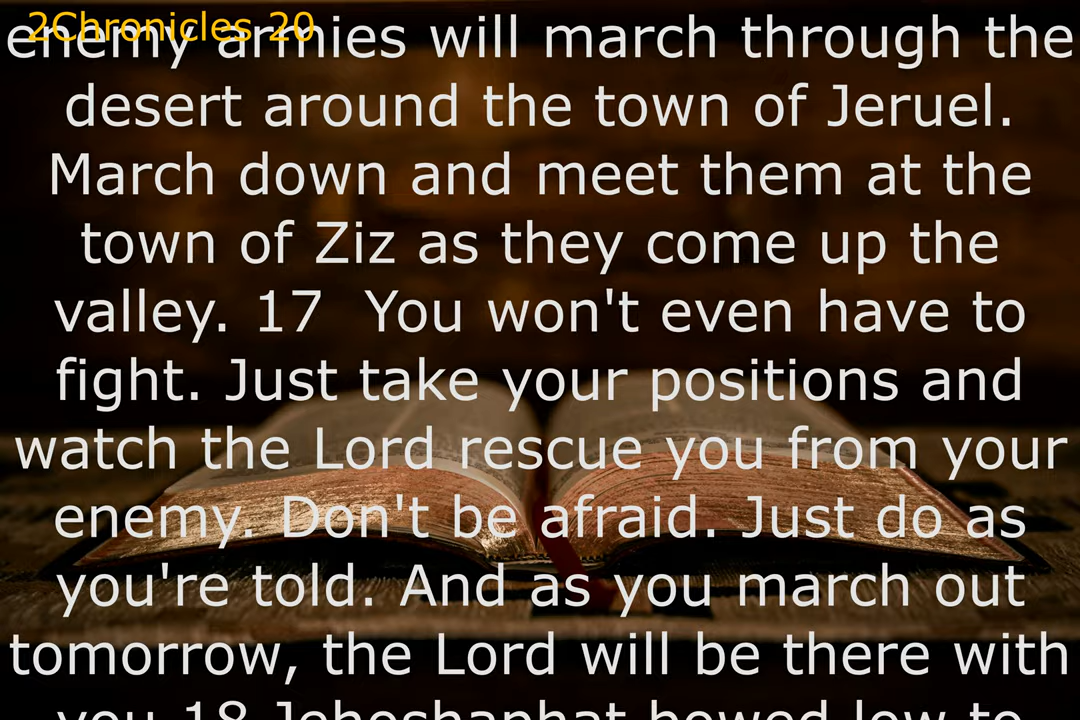 2Chronicles 20
enemy armies will march through the
desert around the town of Jeruel.
March down and meet them at the
town of Ziz as they come up the
valley. 17  You won't even have to
fight. Just take your positions and
watch the Lord rescue you from your
enemy. Don't be afraid. Just do as
you're told. And as you march out
tomorrow, the Lord will be there with
you 18 Jehoshaphat bowed low to